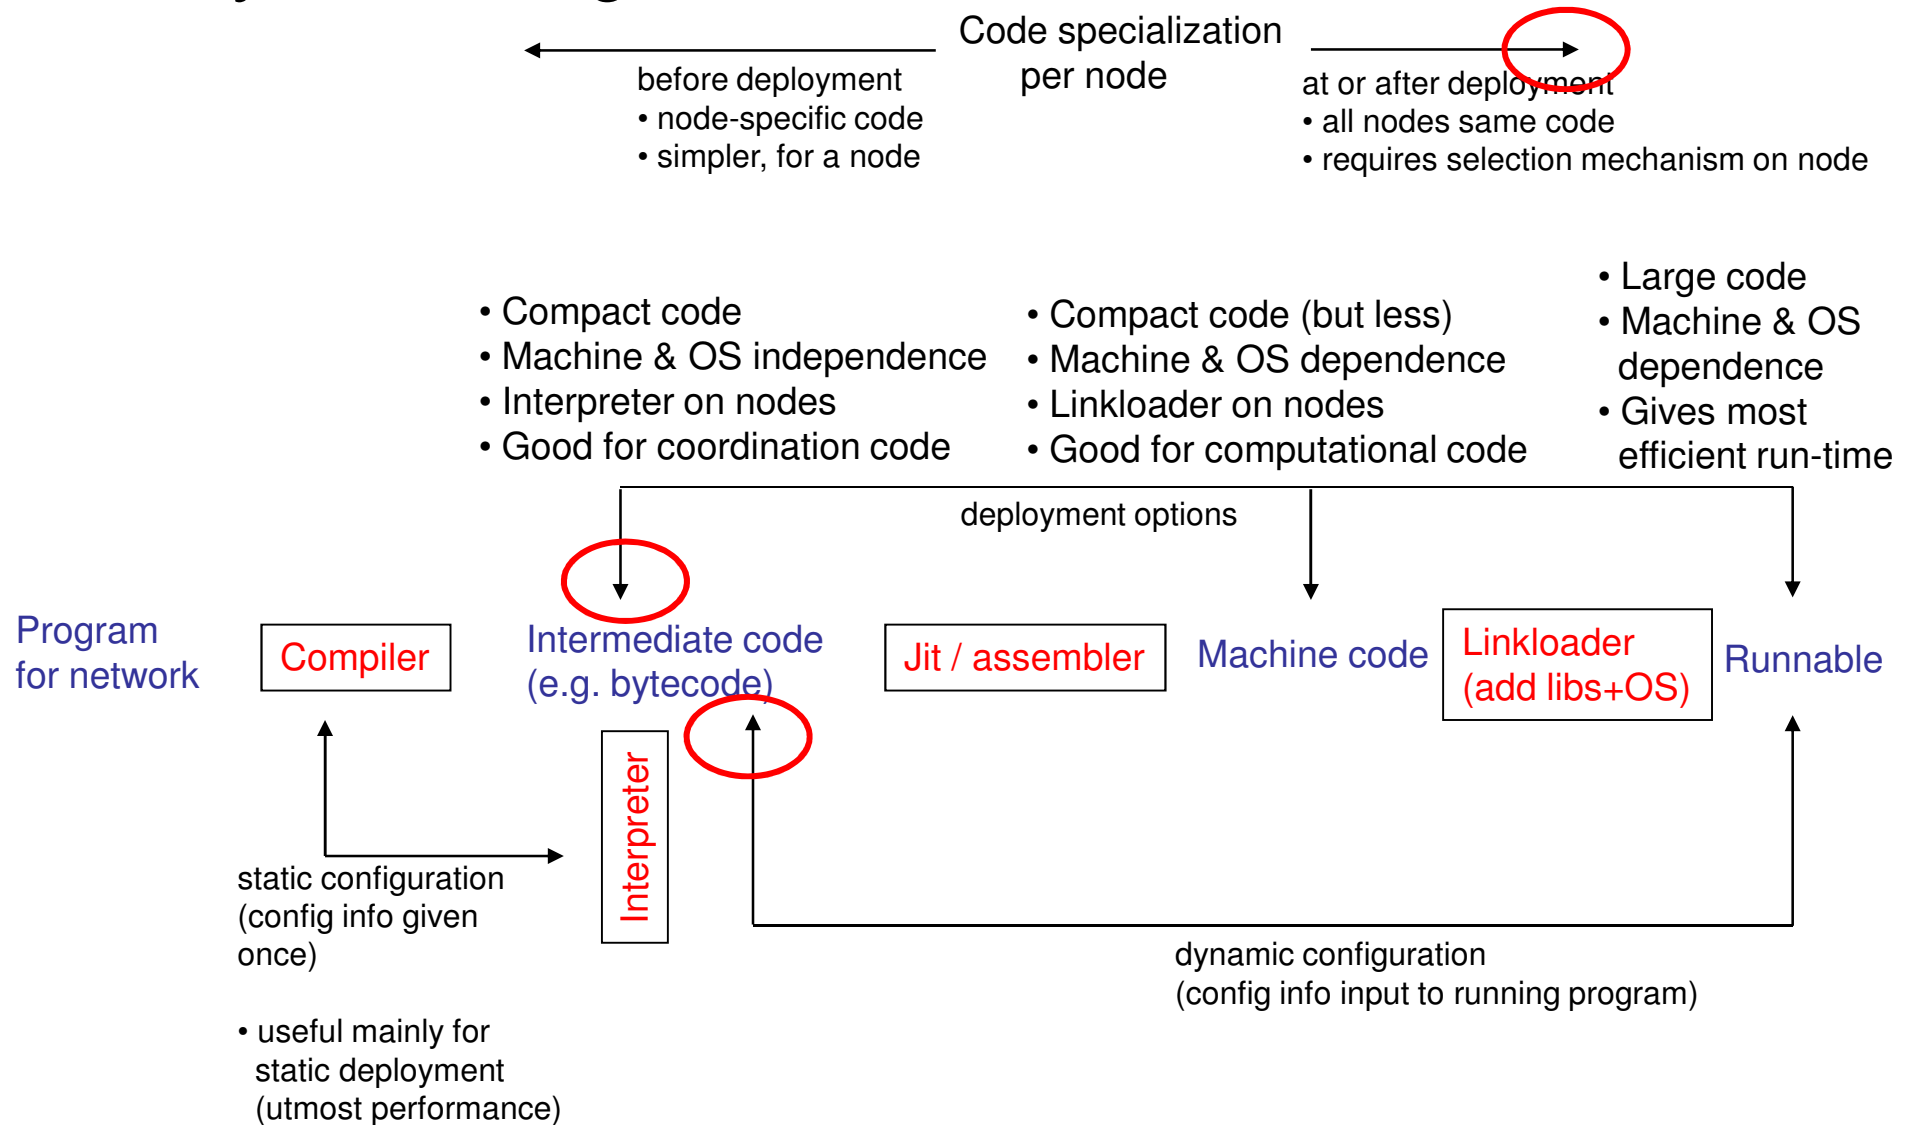 Code specialization
per node
before deployment
• node-specific code
• simpler, for a node
at or after deployment
• all nodes same code
• requires selection mechanism on node
• Compact code
• Machine & OS independence
• Interpreter on nodes
• Good for coordination code
• Compact code (but less)
• Machine & OS dependence
• Linkloader on nodes
• Good for computational code
• Large code
• Machine & OS
dependence
• Gives most
efficient run-time
deployment options
Program
for network
Compiler
Intermediate code
(e.g. bytecode)
Jit / assembler
Machine code
Linkloader
(add libs+OS)
Runnable
Interpreter
static configuration
(config info given
once)
• useful mainly for
static deployment
(utmost performance)
dynamic configuration
(config info input to running program)